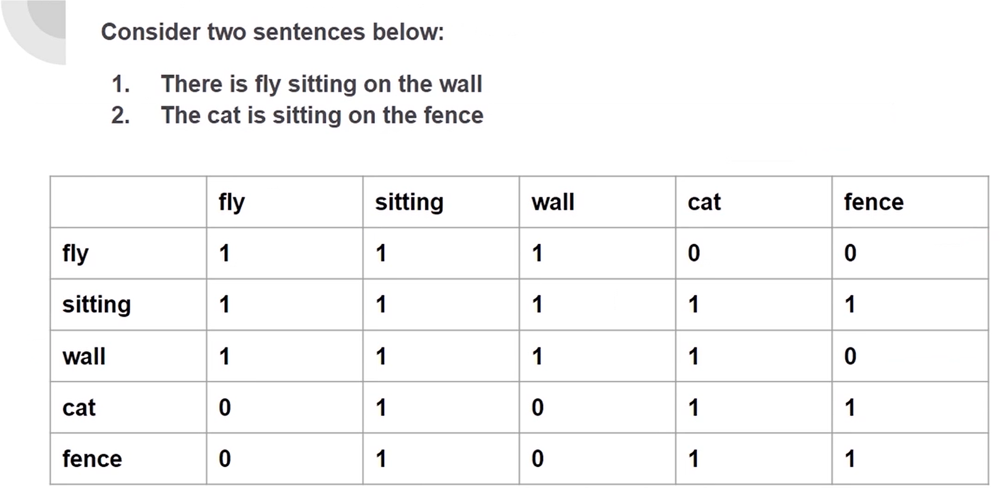 Consider two sentences below:
1. There is fly sitting on the wall
2. The cat is sitting on the fence
fly sitting wall cat fence
fly 1 1 1 0 0
sitting 1 1 1 1 1
wall 1 1 1 1 0
cat 0 1 0 1 1
fence 0 1 0 1 1